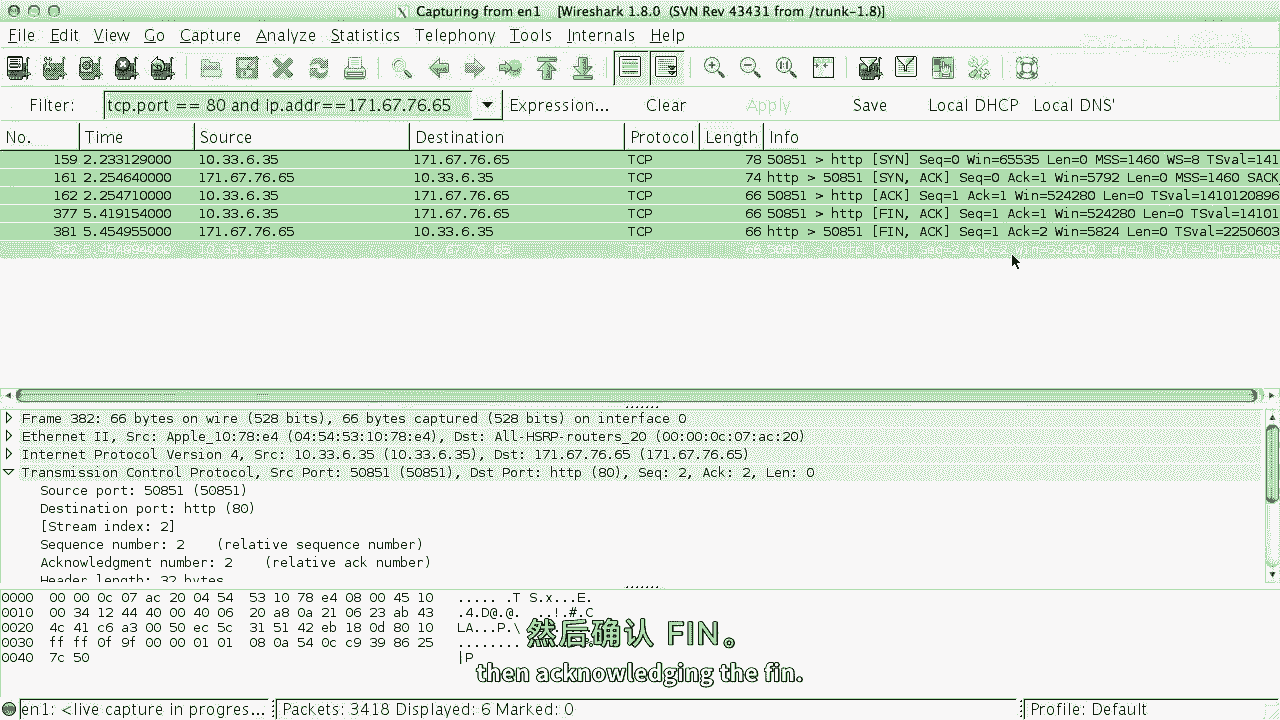 Capturing from en1 [Wireshark 1.8.0 (SVN Rev 43431 from /trunk-1.8)]
File Edit View Go Capture Analyze Statistics Telephony Tools Internals Help
Filter: tcp.port == 80 and ip.addr==171.67.76.65 Expression... Clear Apply Save Local DHCP Local DNS'
No. Time Source Destination Protocol Length Info
159 2.233129000 10.33.6.35 171.67.76.65 TCP 78 50851 > http [SYN] Seq=0 Win=65535 Len=0 MSS=1460 WS=8 TSval=141
161 2.254640000 171.67.76.65 10.33.6.35 TCP 74 http > 50851 [SYN, ACK] Seq=0 Ack=1 Win=5792 Len=0 MSS=1460 SACK
162 2.254710000 10.33.6.35 171.67.76.65 TCP 66 50851 > http [ACK] Seq=1 Ack=1 Win=524280 Len=0 TSval=1410120896
377 5.419154000 10.33.6.35 171.67.76.65 TCP 66 50851 > http [FIN, ACK] Seq=1 Ack=1 Win=524280 Len=0 TSval=14101
381 5.454955000 171.67.76.65 10.33.6.35 TCP 66 http > 50851 [FIN, ACK] Seq=1 Ack=2 Win=5824 Len=0 TSval=2250603
10.33.6.35 171.67.76.65 TCP 66 50851 > http [ACK] Seq=2 Ack=2 Win=524280 Len=0
Frame 382: 66 bytes on wire (528 bits), 66 bytes captured (528 bits) on interface 0
Ethernet II, Src: Apple_10:78:e4 (04:54:53:10:78:e4), Dst: All-HSRP-routers_20 (00:00:0c:07:ac:20)
Internet Protocol Version 4, Src: 10.33.6.35 (10.33.6.35), Dst: 171.67.76.65 (171.67.76.65)
Transmission Control Protocol, Src Port: 50851 (50851), Dst Port: http (80), Seq: 2, Ack: 2, Len: 0
Source port: 50851 (50851)
Destination port: http (80)
[Stream index: 2]
Sequence number: 2 (relative sequence number)
Acknowledgment number: 2 (relative ack number)
Header length: 32 bytes
0000 00 00 0c 07 ac 20 04 54 53 10 78 e4 08 00 45 10 ..... .T S.x...E.
0010 00 34 12 44 40 00 40 06 20 a8 0a 21 06 23 ab 43 .4.D@.@. ..!.#.C
0020 4c 41 c6 a3 00 50 ec 5c 31 51 42 eb 18 0d 80 10 LA...P.\
0030 ff ff 0f 9f 00 00 01 01 08 0a 54 0c c9 39 86 25 ........
0040 7c 50 |P
然后确认 FIN。
then acknowledging the fin.
en1: <live capture in progres... Packets: 3418 Displayed: 6 Marked: 0 Profile: Default